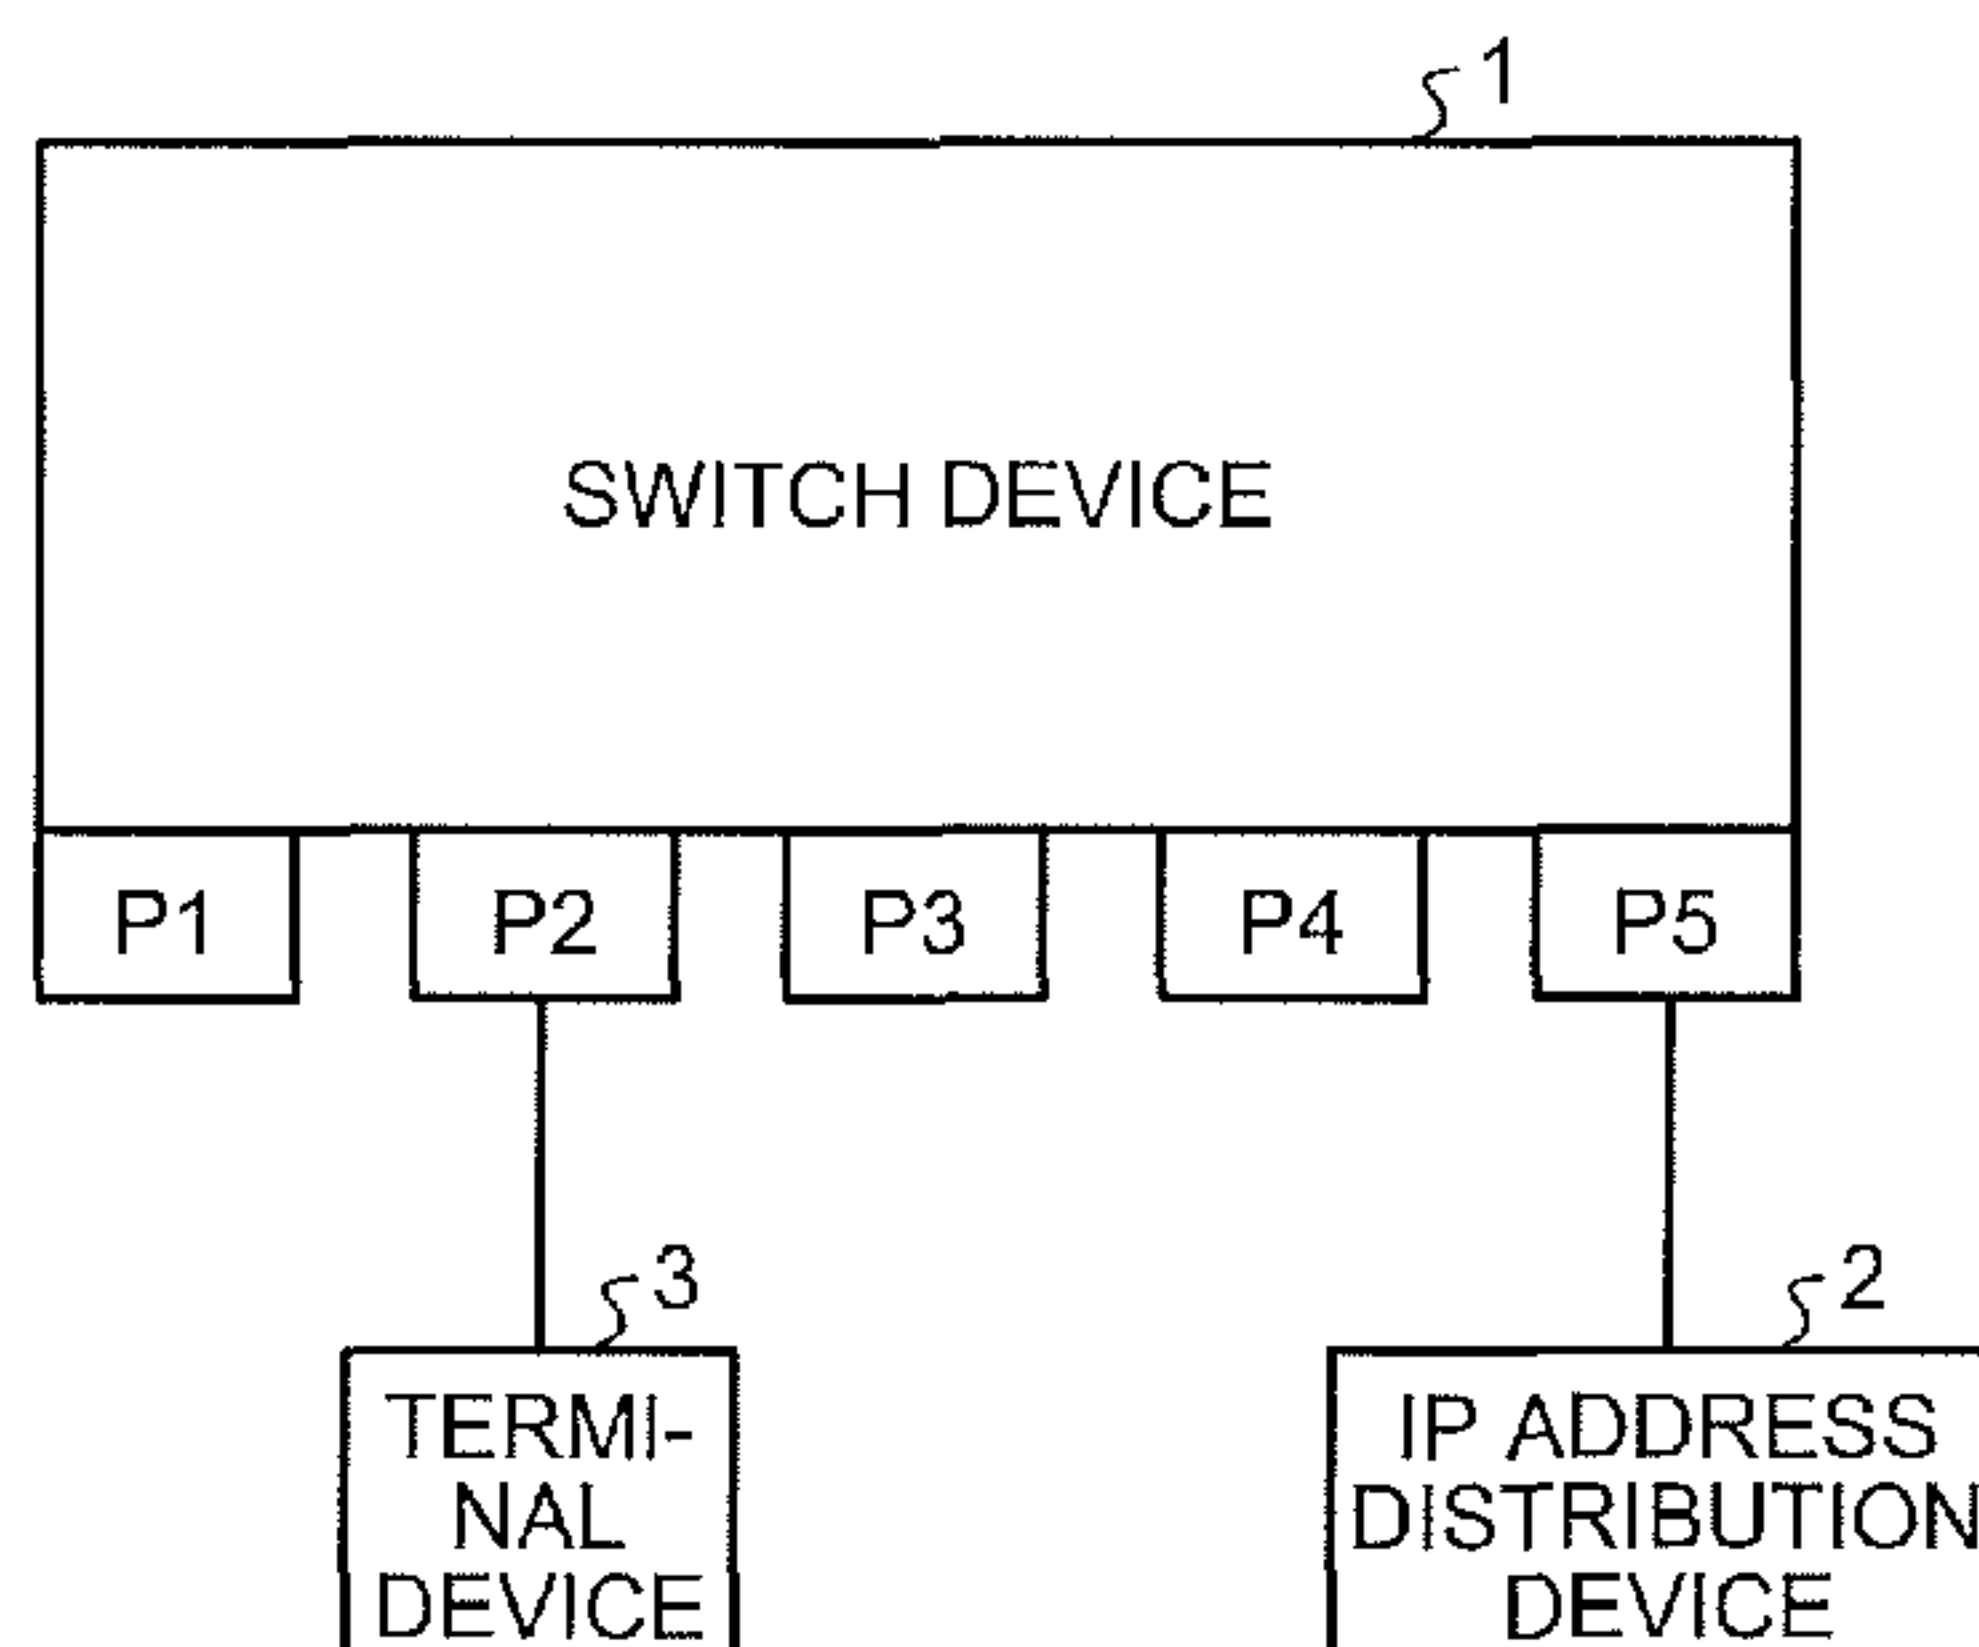 1
SWITCH DEVICE
P1 P2 P3 P4 P5
3
TERMI-
NAL
DEVICE
2
IP ADDRESS
DISTRIBUTION
DEVICE